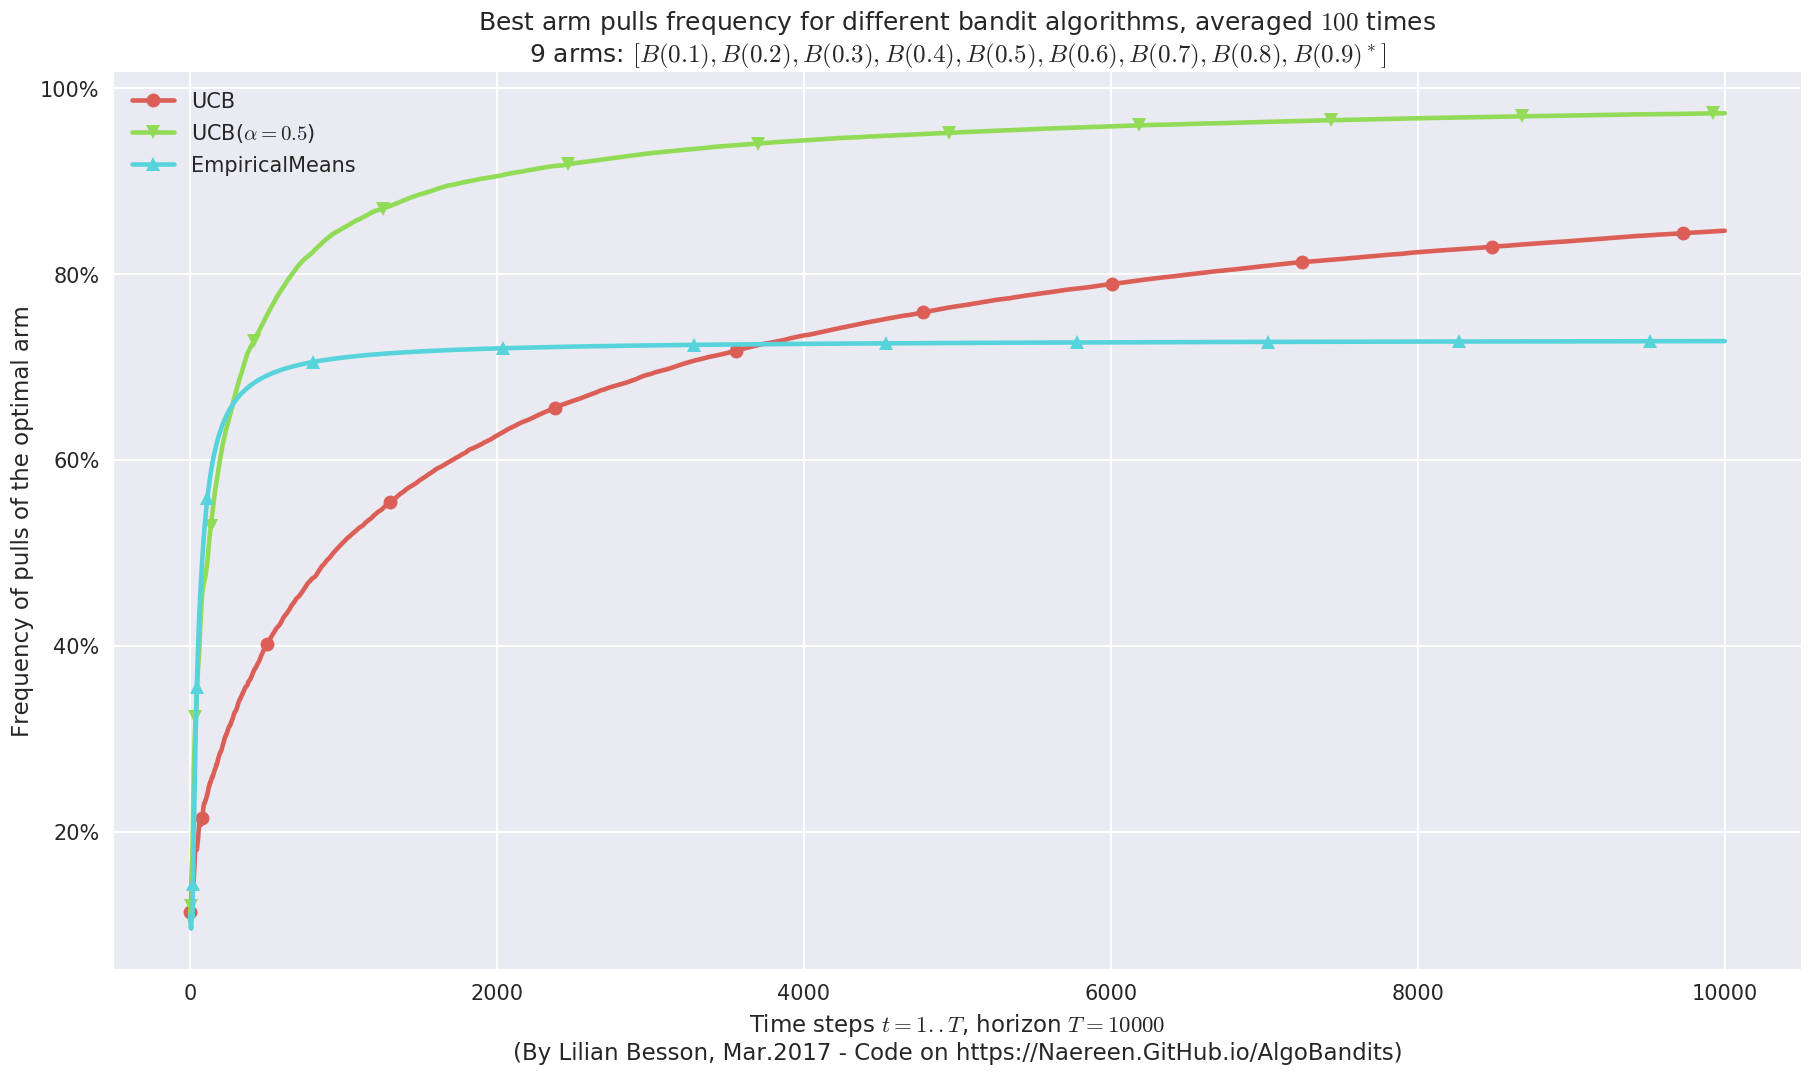 Best arm pulls frequency for different bandit algorithms, averaged 100 times
9 arms: [B(0.1), B(0.2), B(0.3), B(0.4), B(0.5), B(0.6), B(0.7), B(0.8), B(0.9)*]
UCB
UCB(α = 0.5)
EmpiricalMeans
Frequency of pulls of the optimal arm
100%
80%
60%
40%
20%
0 2000 4000 6000 8000 10000
Time steps t = 1..T, horizon T = 10000
(By Lilian Besson, Mar.2017 - Code on https://Naereen.GitHub.io/AlgoBandits)